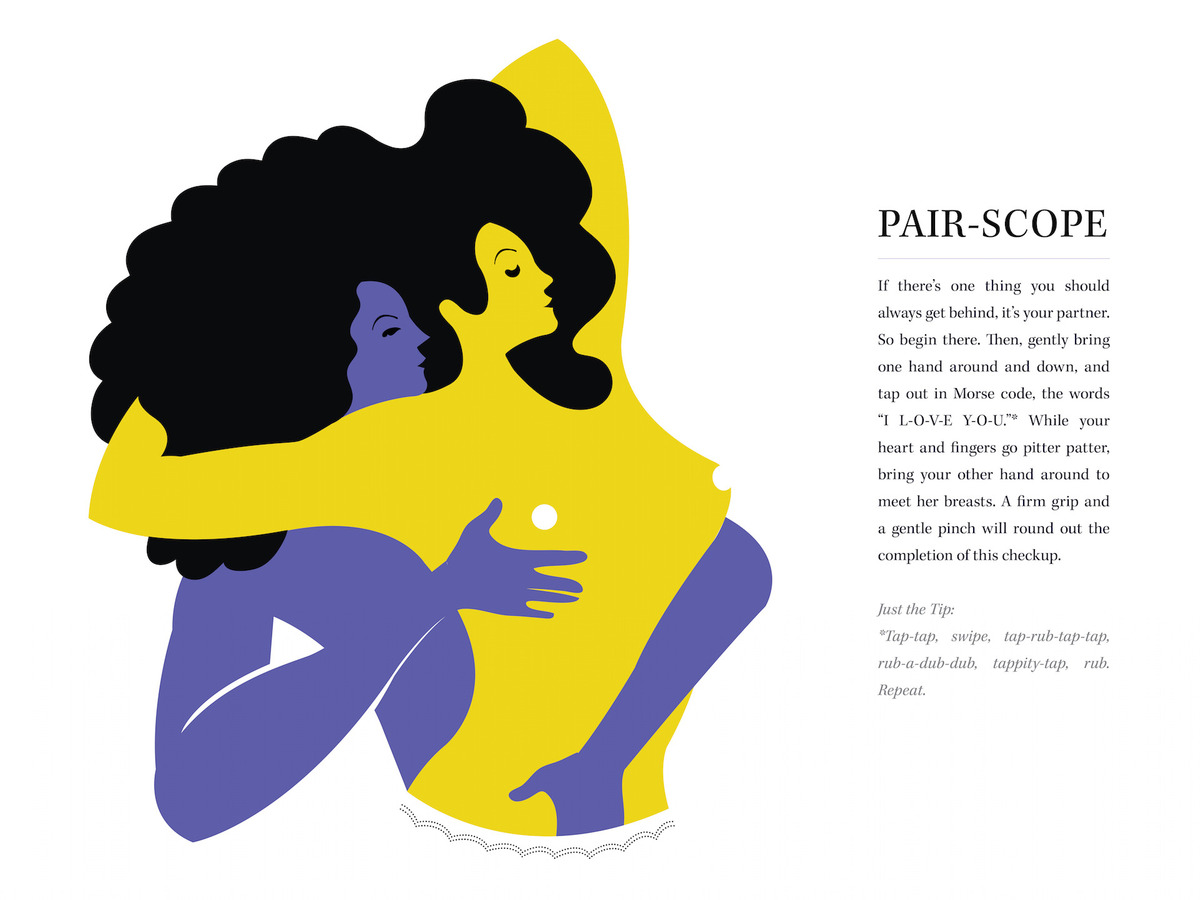 PAIR-SCOPE
If there’s one thing you should
always get behind, it’s your partner.
So begin there. Then, gently bring
one hand around and down, and
tap out in Morse code, the words
“I L-O-V-E Y-O-U.”* While your
heart and fingers go pitter patter,
bring your other hand around to
meet her breasts. A firm grip and
a gentle pinch will round out the
completion of this checkup.
Just the Tip:
*Tap-tap, swipe, tap-rub-tap-tap,
rub-a-dub-dub, tappity-tap, rub.
Repeat.